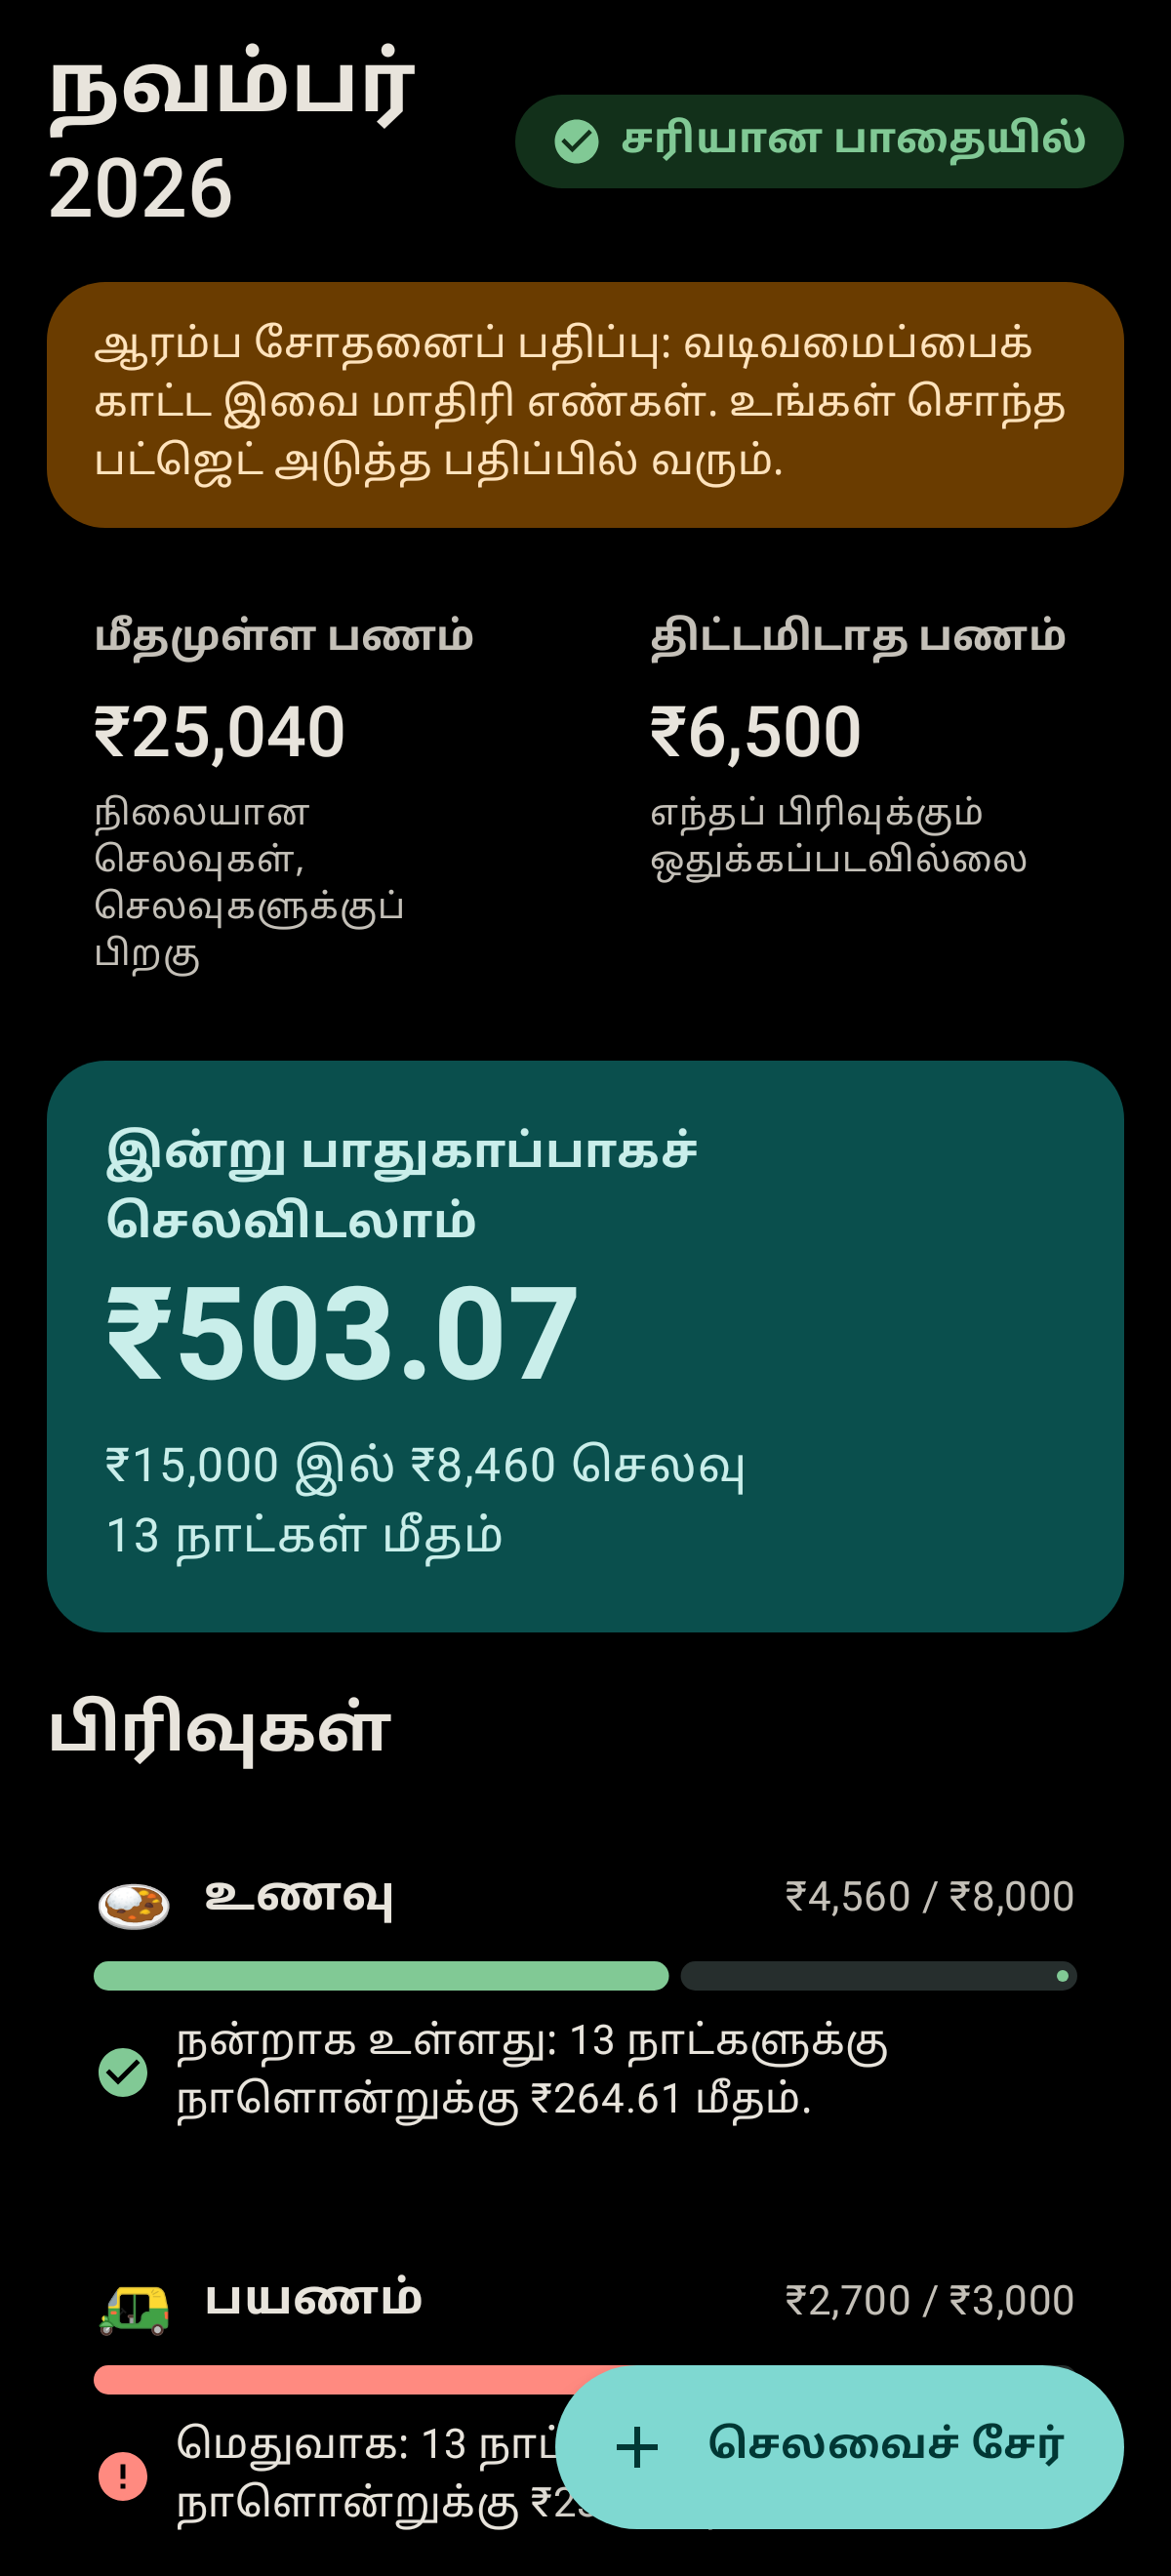 நவம்பர்
2026
சரியான பாதையில்
ஆரம்ப சோதனைப் பதிப்பு: வடிவமைப்பைக்
காட்ட இவை மாதிரி எண்கள். உங்கள் சொந்த
பட்ஜெட் அடுத்த பதிப்பில் வரும்.
மீதமுள்ள பணம்
₹25,040
நிலையான
செலவுகள்,
செலவுகளுக்குப்
பிறகு
திட்டமிடாத பணம்
₹6,500
எந்தப் பிரிவுக்கும்
ஒதுக்கப்படவில்லை
இன்று பாதுகாப்பாகச்
செலவிடலாம்
₹503.07
₹15,000 இல் ₹8,460 செலவு
13 நாட்கள் மீதம்
பிரிவுகள்
உணவு
₹4,560 / ₹8,000
நன்றாக உள்ளது: 13 நாட்களுக்கு
நாளொன்றுக்கு ₹264.61 மீதம்.
பயணம்
₹2,700 / ₹3,000
மெதுவாக: 13
நாளொன்றுக்கு
செலவைச் சேர்